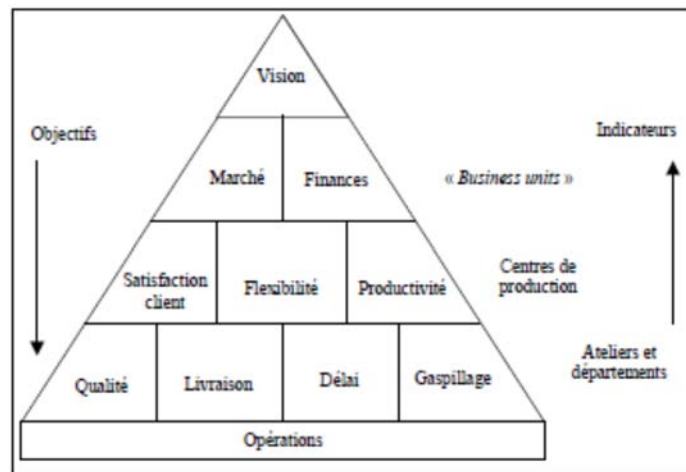 Vision
Objectifs
Indicateurs
Marché
Finances
« Business units »
Satisfaction
client
Flexibilité
Productivité
Centres de
production
Qualité
Livraison
Délai
Gaspillage
Ateliers et
départements
Opérations